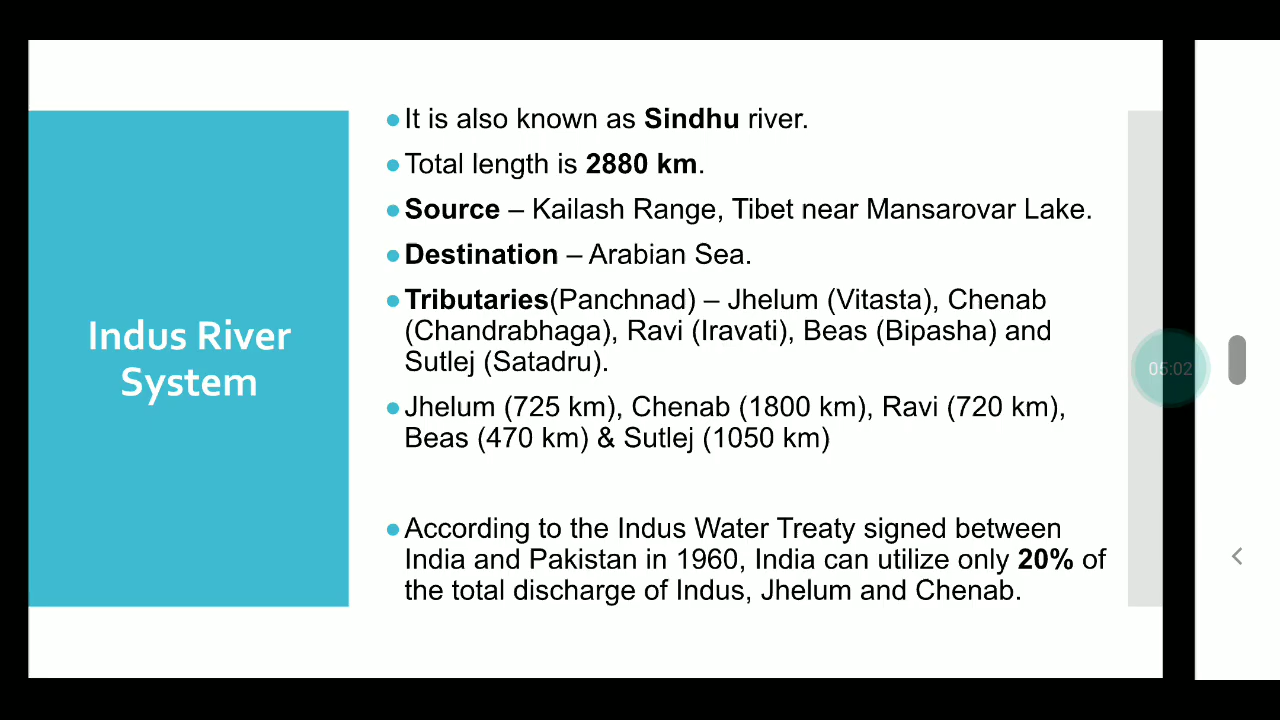 Indus River
System
It is also known as Sindhu river.
Total length is 2880 km.
Source – Kailash Range, Tibet near Mansarovar Lake.
Destination – Arabian Sea.
Tributaries(Panchnad) – Jhelum (Vitasta), Chenab
(Chandrabhaga), Ravi (Iravati), Beas (Bipasha) and
Sutlej (Satadru).
Jhelum (725 km), Chenab (1800 km), Ravi (720 km),
Beas (470 km) & Sutlej (1050 km)
According to the Indus Water Treaty signed between
India and Pakistan in 1960, India can utilize only 20% of
the total discharge of Indus, Jhelum and Chenab.
05:02